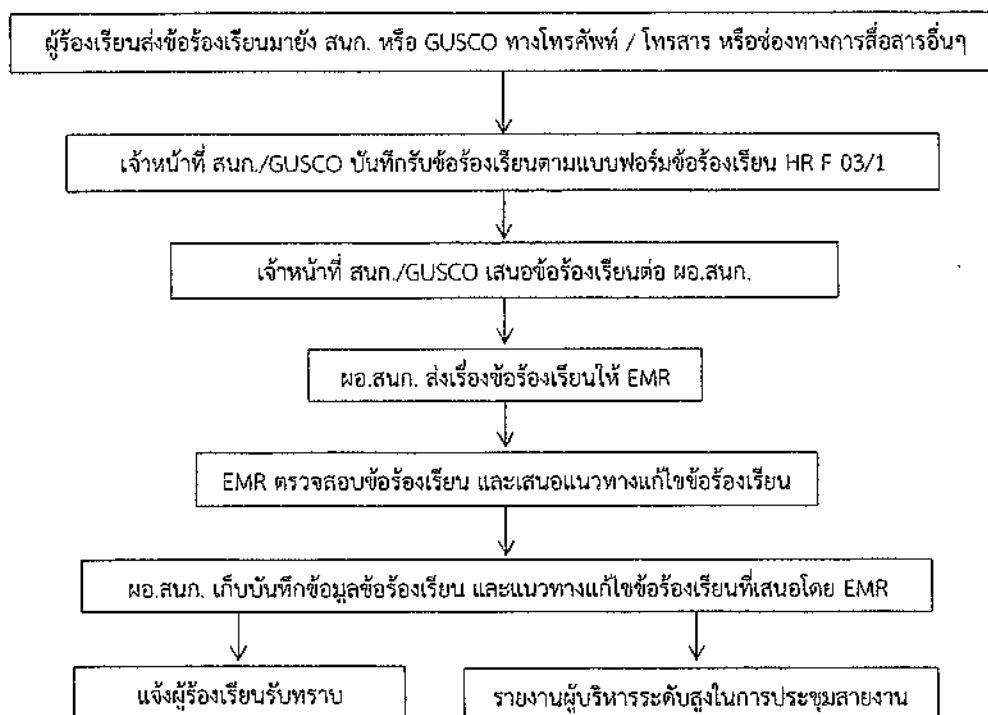 ผู้ร้องเรียนส่งข้อร้องเรียนมายัง สนก. หรือ GUSCO ทางโทรศัพท์ / โทรสาร หรือช่องทางการสื่อสารอื่นๆ
เจ้าหน้าที่ สนก./GUSCO บันทึกรับข้อร้องเรียนตามแบบฟอร์มข้อร้องเรียน HR F 03/1
เจ้าหน้าที่ สนก./GUSCO เสนอข้อร้องเรียนต่อ ผอ.สนก.
ผอ.สนก. ส่งเรื่องข้อร้องเรียนให้ EMR
EMR ตรวจสอบข้อร้องเรียน และเสนอแนวทางแก้ไขข้อร้องเรียน
ผอ.สนก. เก็บบันทึกข้อมูลข้อร้องเรียน และแนวทางแก้ไขข้อร้องเรียนที่เสนอโดย EMR
แจ้งผู้ร้องเรียนรับทราบ
รายงานผู้บริหารระดับสูงในการประชุมสายงาน